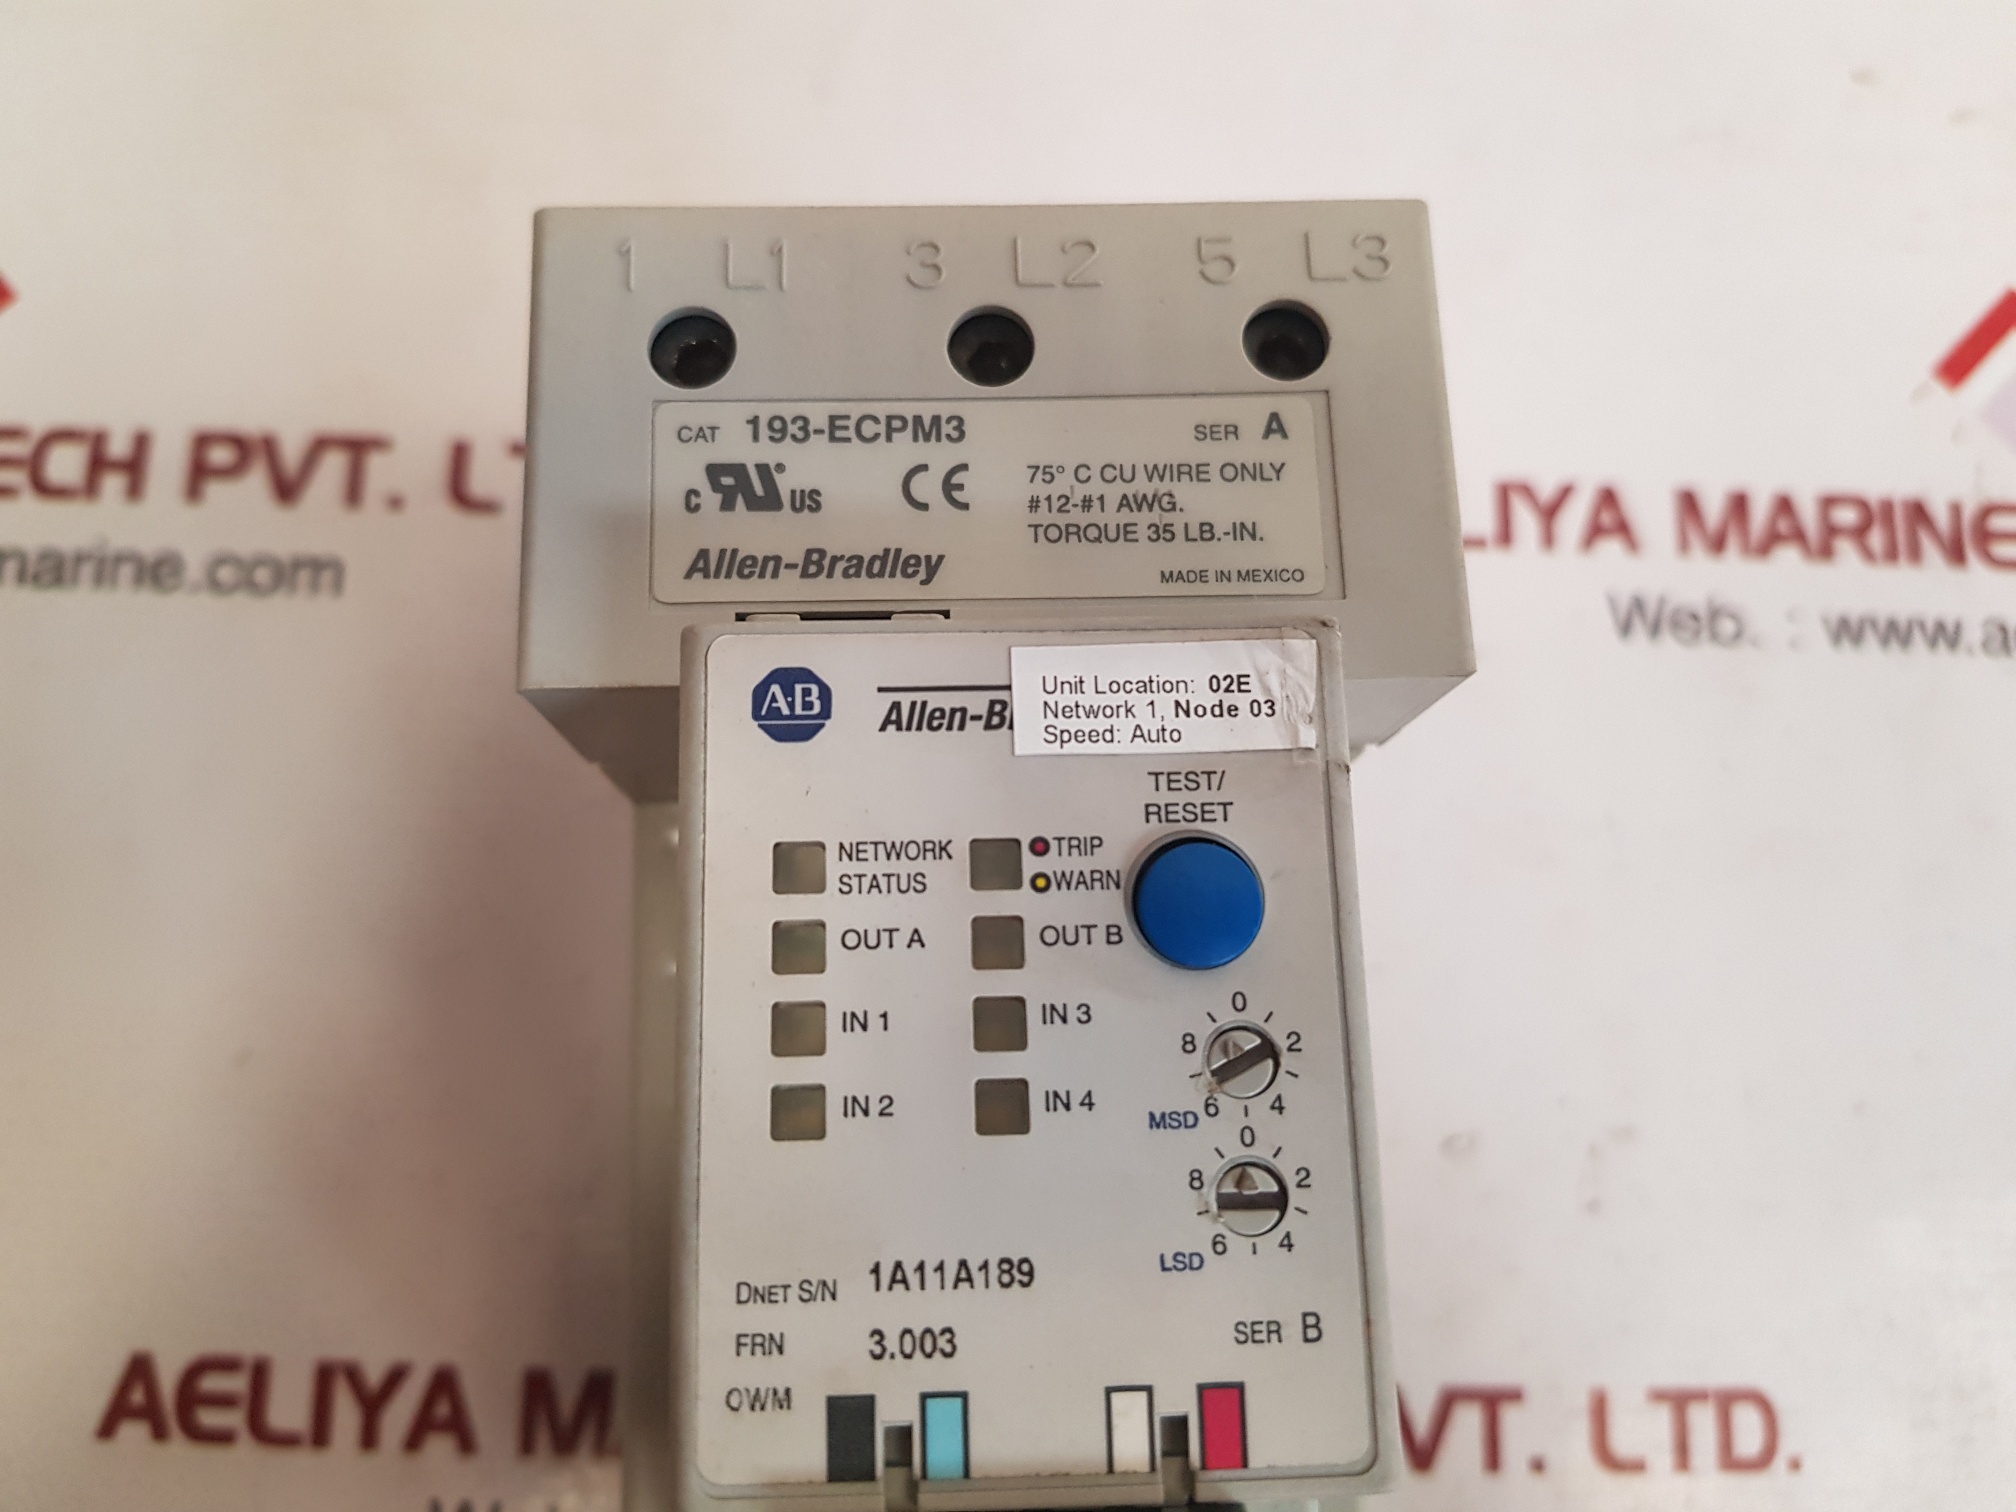 1 L1 3 L2 5 L3
CAT 193-ECPM3 SER A
c RU US CE
75° C CU WIRE ONLY
#12-#1 AWG.
TORQUE 35 LB.-IN.
Allen-Bradley
MADE IN MEXICO
A·B
Allen-B
Unit Location: 02E
Network 1, Node 03
Speed: Auto
TEST/
RESET
NETWORK
STATUS
TRIP
WARN
OUT A
OUT B
IN 1
IN 3
IN 2
IN 4
0
8 2
6 4
MSD
0
8 2
6 4
LSD
DNET S/N 1A11A189
FRN 3.003
SER B
OWM
ECH PVT. LT
marine.com
LIYA MARINE
Web. : www.ae
AELIYA MA
VT. LTD.